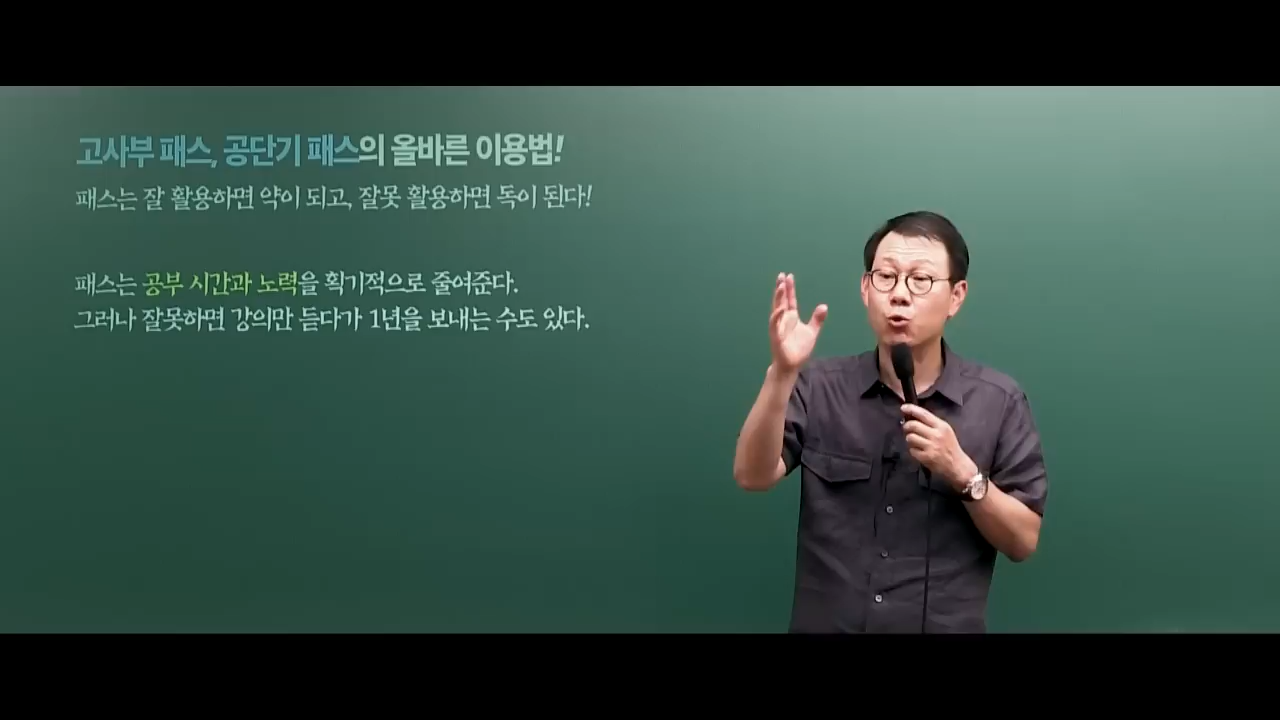 고사부 패스, 공단기 패스의 올바른 이용법!
패스는 잘 활용하면 약이 되고, 잘못 활용하면 독이 된다!
패스는 공부 시간과 노력을 획기적으로 줄여준다.
그러나 잘못하면 강의만 듣다가 1년을 보내는 수도 있다.